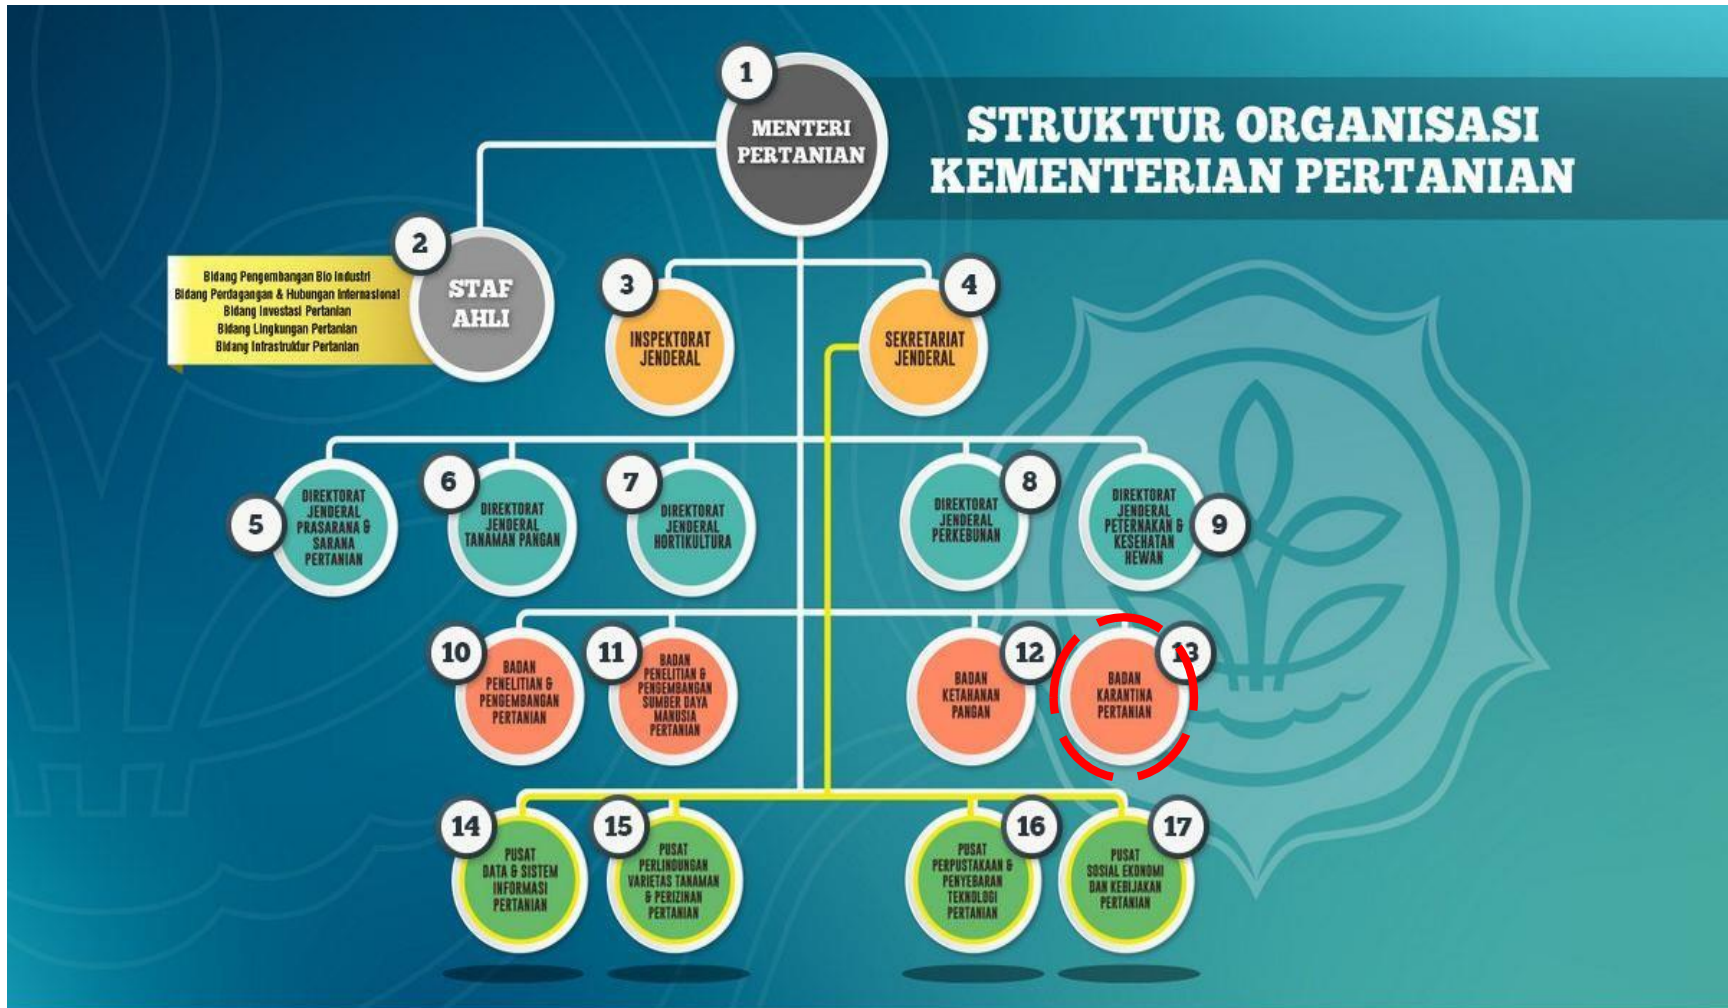 1
MENTERI
PERTANIAN
STRUKTUR ORGANISASI
KEMENTERIAN PERTANIAN
2
STAF
AHLI
Bidang Pengembangan Bio Industri
Bidang Perdagangan & Hubungan Internasional
Bidang Investasi Pertanian
Bidang Lingkungan Pertanian
Bidang Infrastruktur Pertanian
3
INSPEKTORAT
JENDERAL
4
SEKRETARIAT
JENDERAL
5
DIREKTORAT
JENDERAL
PRASARANA &
SARANA
PERTANIAN
6
DIREKTORAT
JENDERAL
TANAMAN PANGAN
7
DIREKTORAT
JENDERAL
HORTIKULTURA
8
DIREKTORAT
JENDERAL
PERKEBUNAN
9
DIREKTORAT
JENDERAL
PETERNAKAN &
KESEHATAN
HEWAN
10
BADAN
PENELITIAN &
PENGEMBANGAN
PERTANIAN
11
BADAN
PENELITIAN &
PENGEMBANGAN
SUMBER DAYA
MANUSIA
PERTANIAN
12
BADAN
KETAHANAN
PANGAN
13
BADAN
KARANTINA
PERTANIAN
14
PUSAT
DATA & SISTEM
INFORMASI
PERTANIAN
15
PUSAT
PERLINDUNGAN
VARIETAS TANAMAN
& PERIZINAN
PERTANIAN
16
PUSAT
PERPUSTAKAAN &
PENYEBARAN
TEKNOLOGI
PERTANIAN
17
PUSAT
SOSIAL EKONOMI
DAN KEBIJAKAN
PERTANIAN